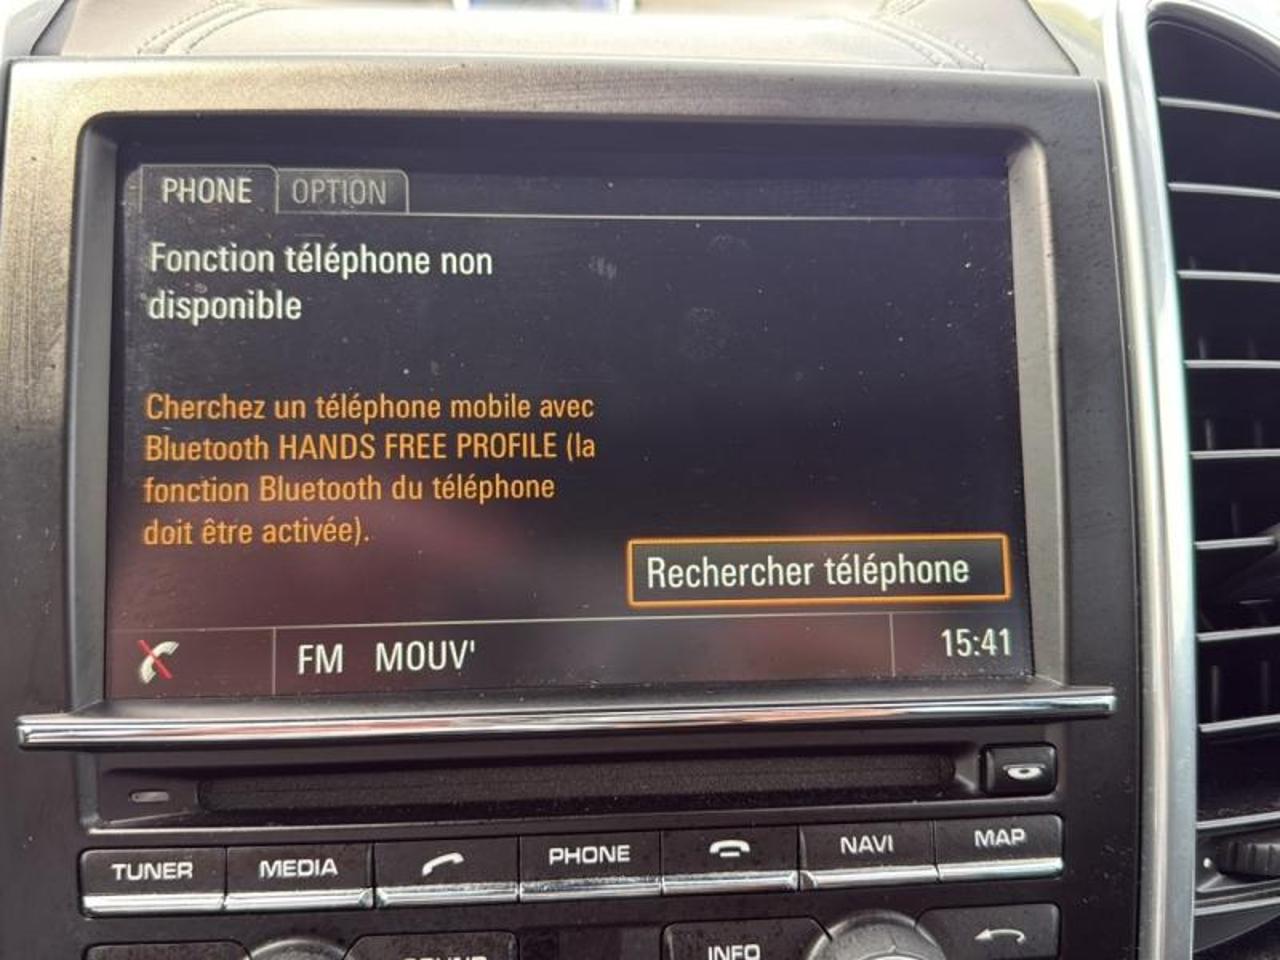 PHONE OPTION
Fonction téléphone non
disponible
Cherchez un téléphone mobile avec
Bluetooth HANDS FREE PROFILE (la
fonction Bluetooth du téléphone
doit être activée).
Rechercher téléphone
FM MOUV' 15:41
TUNER MEDIA PHONE NAVI MAP
SOUND INFO